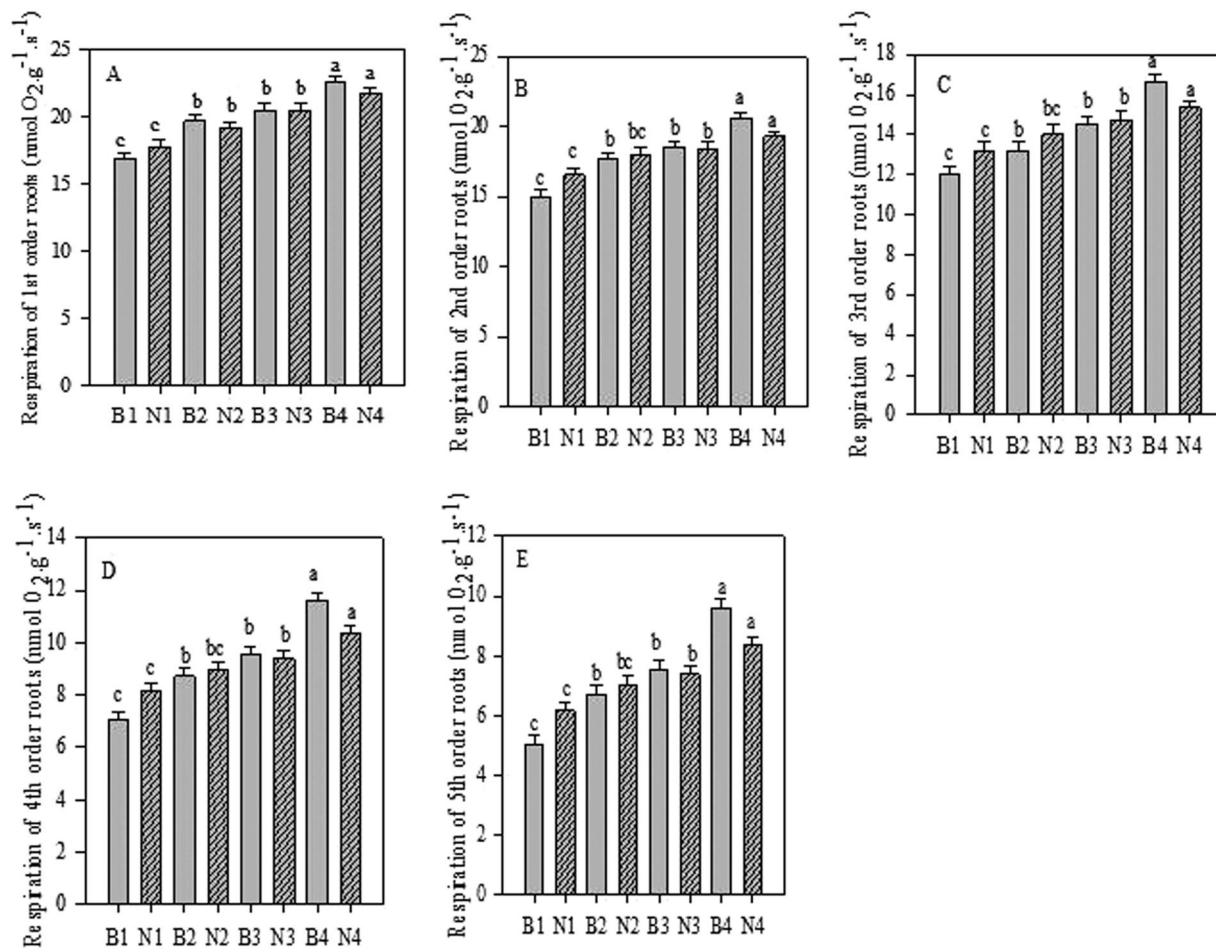 Respiration of 1st order roots (nmol O2.g-1.s-1)
A
25
20
15
10
5
0
c c b b b b a a
B1 N1 B2 N2 B3 N3 B4 N4
Respiration of 2nd order roots (nmol O2.g-1.s-1)
B
25
20
15
10
5
0
c c b bc b b a a
B1 N1 B2 N2 B3 N3 B4 N4
Respiration of 3rd order roots (nmol O2.g-1.s-1)
C
18
16
14
12
10
8
6
4
2
0
c c b bc b b a a
B1 N1 B2 N2 B3 N3 B4 N4
Respiration of 4th order roots (nmol O2.g-1.s-1)
D
14
12
10
8
6
4
2
0
c c b bc b b a a
B1 N1 B2 N2 B3 N3 B4 N4
Respiration of 5th order roots (nmol O2.g-1.s-1)
E
12
10
8
6
4
2
0
c c b bc b b a a
B1 N1 B2 N2 B3 N3 B4 N4